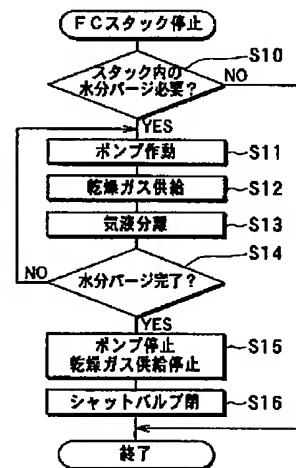 FCスタック停止
スタック内の
水分パージ必要?
S10
NO
YES
ポンプ作動
S11
乾燥ガス供給
S12
気液分離
S13
水分パージ完了?
S14
NO
YES
ポンプ停止
乾燥ガス供給停止
S15
シャットバルブ閉
S16
終了